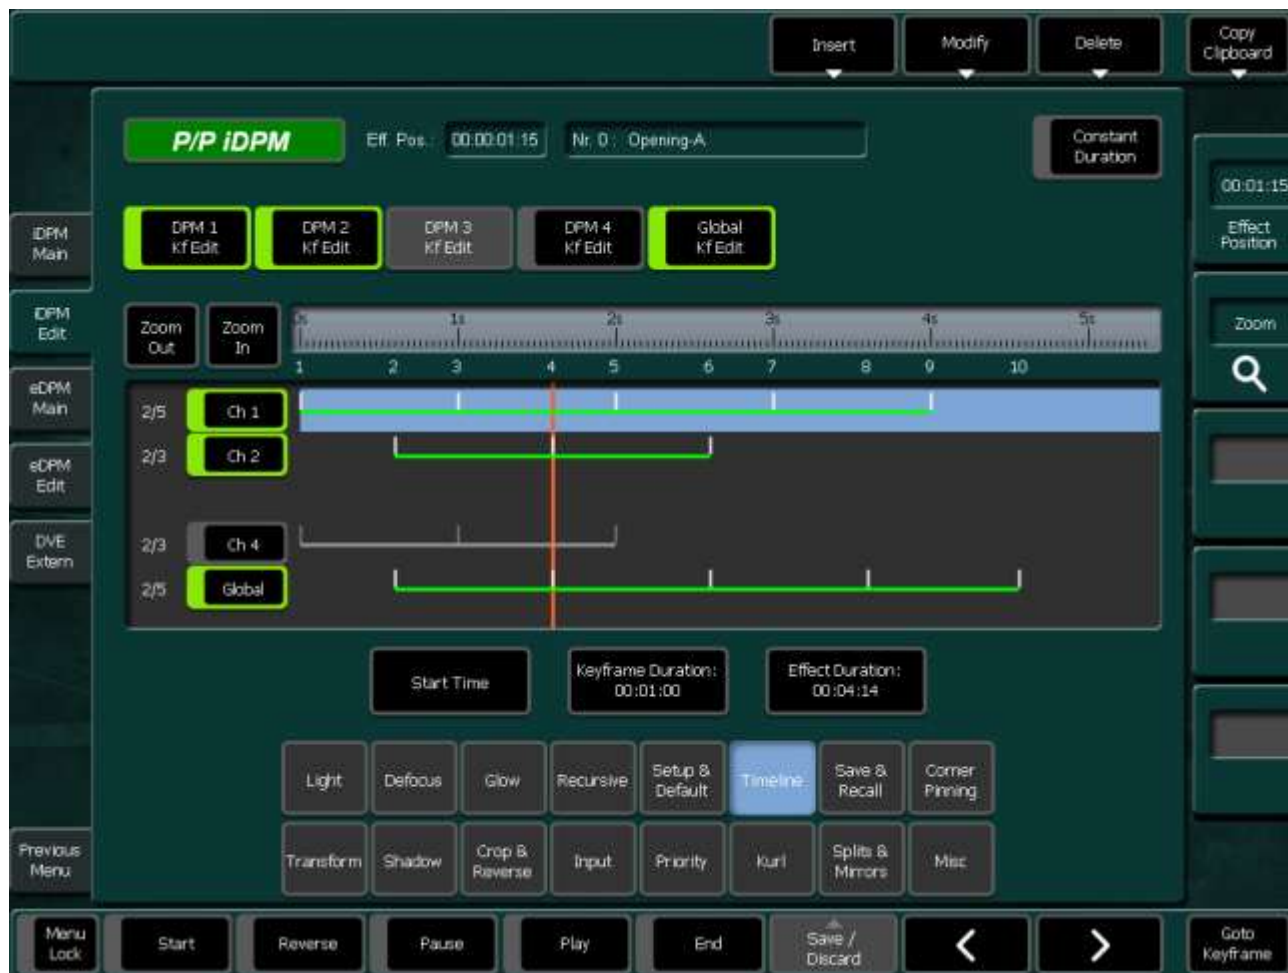 Insert
Modify
Delete
Copy
Clipboard
P/P iDPM
Eff. Pos.: 00:00:01:15
Nr. 0 : Opening-A
Constant
Duration
00:01:15
Effect
Position
iDPM
Main
DPM 1
Kf Edit
DPM 2
Kf Edit
DPM 3
Kf Edit
DPM 4
Kf Edit
Global
Kf Edit
iDPM
Edit
Zoom
Out
Zoom
In
0s 1s 2s 3s 4s 5s
1 2 3 4 5 6 7 8 9 10
Zoom
eDPM
Main
2/5 Ch 1
2/3 Ch 2
eDPM
Edit
DVE
Extern
2/3 Ch 4
2/5 Global
Start Time
Keyframe Duration:
00:01:00
Effect Duration:
00:04:14
Light
Defocus
Glow
Recursive
Setup &
Default
Timeline
Save &
Recall
Corner
Pinning
Previous
Menu
Transform
Shadow
Crop &
Reverse
Input
Priority
Kurl
Splits &
Mirrors
Misc
Menu
Lock
Start
Reverse
Pause
Play
End
Save /
Discard
Goto
Keyframe